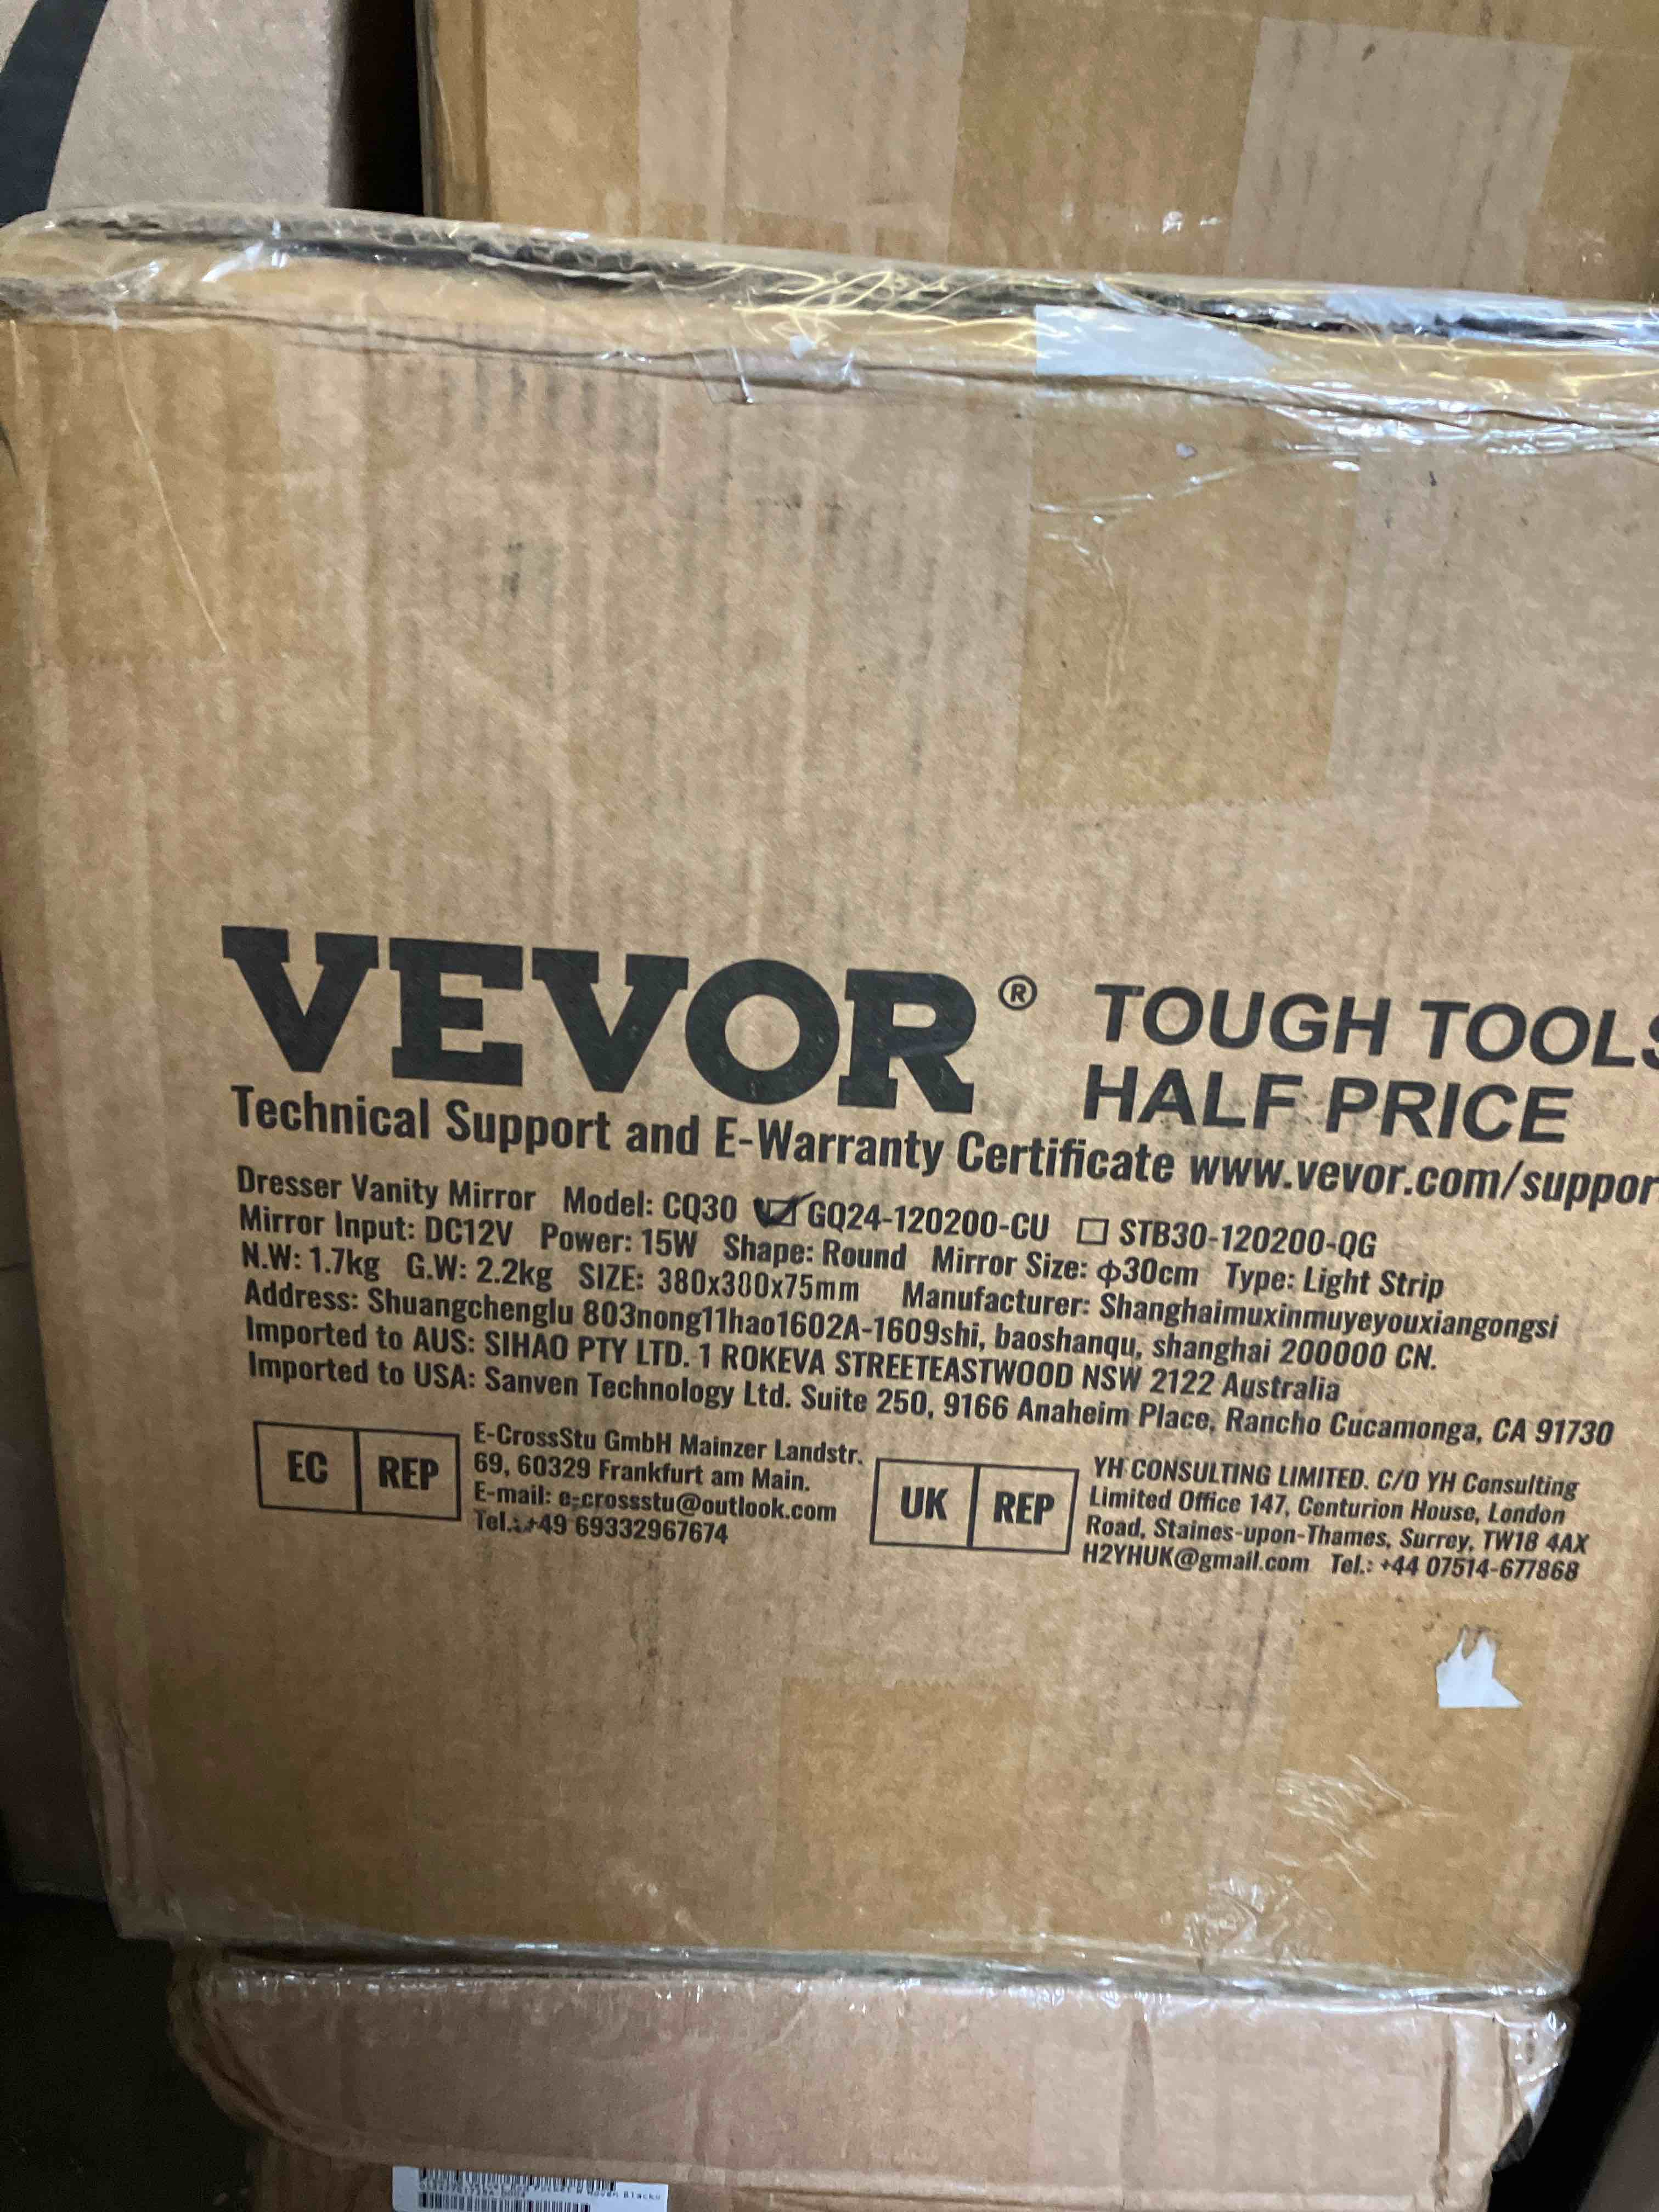 VEVOR® TOUGH TOOLS
HALF PRICE
Technical Support and E-Warranty Certificate www.vevor.com/support
Dresser Vanity Mirror Model: CQ30 ☑ GQ24-120200-CU ☐ STB30-120200-QG
Mirror Input: DC12V Power: 15W Shape: Round Mirror Size: ф30cm Type: Light Strip
N.W: 1.7kg G.W: 2.2kg SIZE: 380x380x75mm Manufacturer: Shanghaimuxinmuyeyouxiangongsi
Address: Shuangchenglu 803nong11hao1602A-1609shi, baoshanqu, shanghai 200000 CN.
Imported to AUS: SIHAO PTY LTD. 1 ROKEVA STREETEASTWOOD NSW 2122 Australia
Imported to USA: Sanven Technology Ltd. Suite 250, 9166 Anaheim Place, Rancho Cucamonga, CA 91730
EC REP
E-CrossStu GmbH Mainzer Landstr.
69, 60329 Frankfurt am Main.
E-mail: e-crossstu@outlook.com
Tel.: +49 69332967674
UK REP
YH CONSULTING LIMITED. C/O YH Consulting
Limited Office 147, Centurion House, London
Road, Staines-upon-Thames, Surrey, TW18 4AX
H2YHUK@gmail.com Tel.: +44 07514-677868